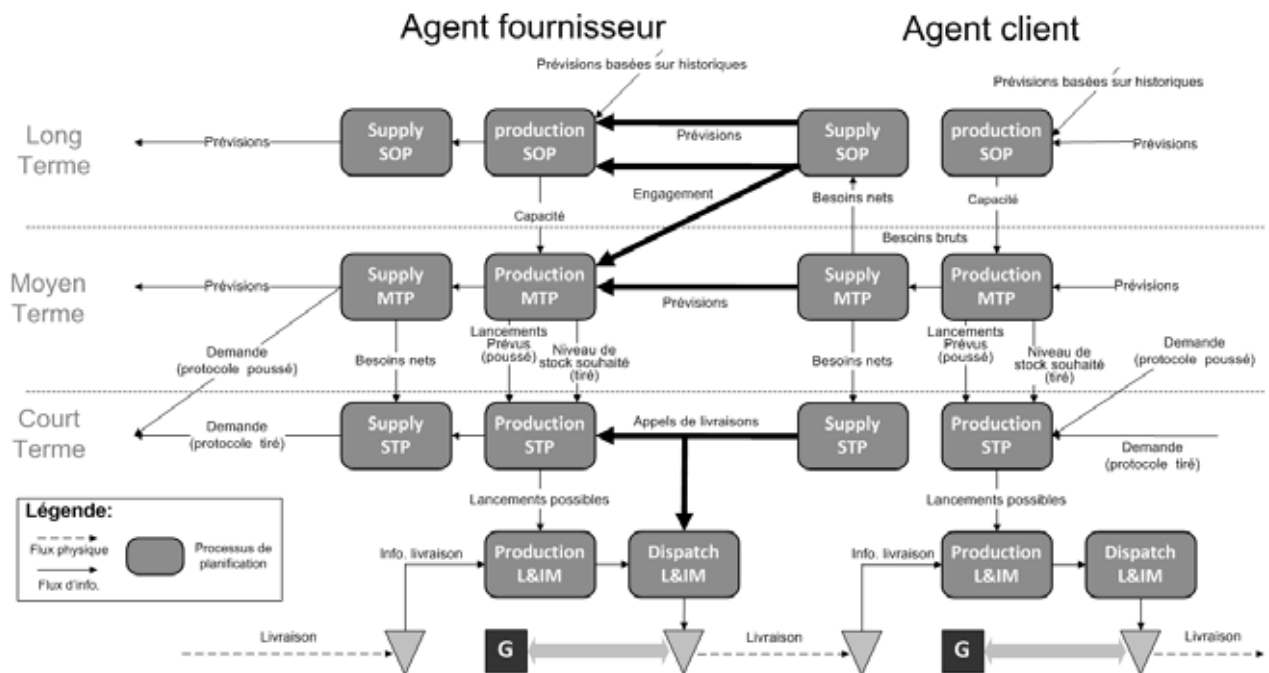 Agent fournisseur
Agent client
Prévisions basées sur historiques
Prévisions basées sur historiques
Long
Terme
Prévisions
Supply
SOP
production
SOP
Prévisions
Supply
SOP
production
SOP
Prévisions
Engagement
Besoins nets
Capacité
Capacité
Besoins bruts
Moyen
Terme
Prévisions
Supply
MTP
Production
MTP
Prévisions
Supply
MTP
Production
MTP
Prévisions
Demande
(protocole poussé)
Besoins nets
Lancements
Prévus
(poussé)
Niveau de
stock souhaité
(tiré)
Besoins nets
Lancements
Prévus
(poussé)
Niveau de
stock souhaité
(tiré)
Demande
(protocole poussé)
Court
Terme
Demande
(protocole tiré)
Supply
STP
Production
STP
Appels de livraisons
Supply
STP
Production
STP
Demande
(protocole tiré)
Lancements possibles
Lancements possibles
Légende:
Flux physique
Flux d'info.
Processus de
planification
Info. livraison
Production
L&IM
Dispatch
L&IM
Info. livraison
Production
L&IM
Dispatch
L&IM
Livraison
G
Livraison
G
Livraison